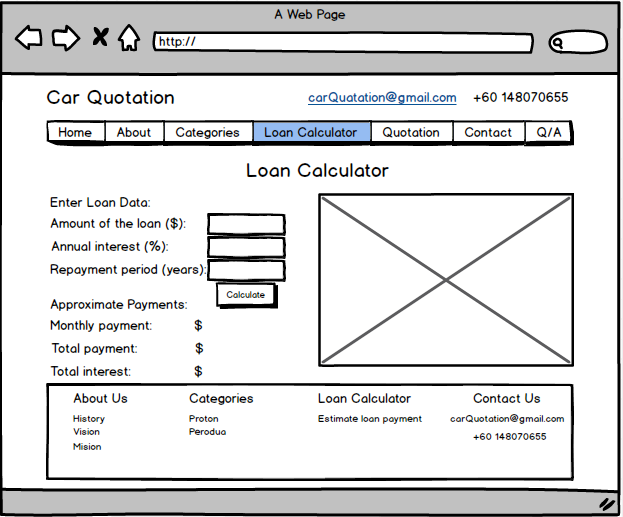 A Web Page
http://
Car Quotation
carQuatation@gmail.com +60 148070655
Home About Categories Loan Calculator Quotation Contact Q/A
Loan Calculator
Enter Loan Data:
Amount of the loan ($):
Annual interest (%):
Repayment period (years):
Calculate
Approximate Payments:
Monthly payment: $
Total payment: $
Total interest: $
About Us
History
Vision
Mision
Categories
Proton
Perodua
Loan Calculator
Estimate loan payment
Contact Us
carQuotation@gmail.com
+60 148070655